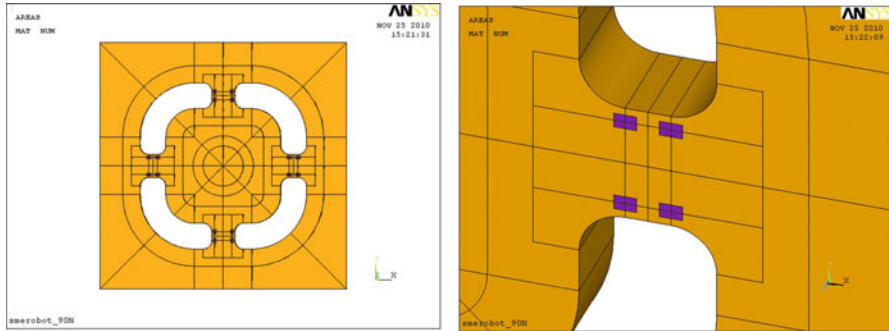 AREAS
MAT NUM
ANSYS
NOV 25 2010
15:21:31
X
smerobot_90N
AREAS
MAT NUM
ANSYS
NOV 25 2010
15:22:09
X
smerobot_90N